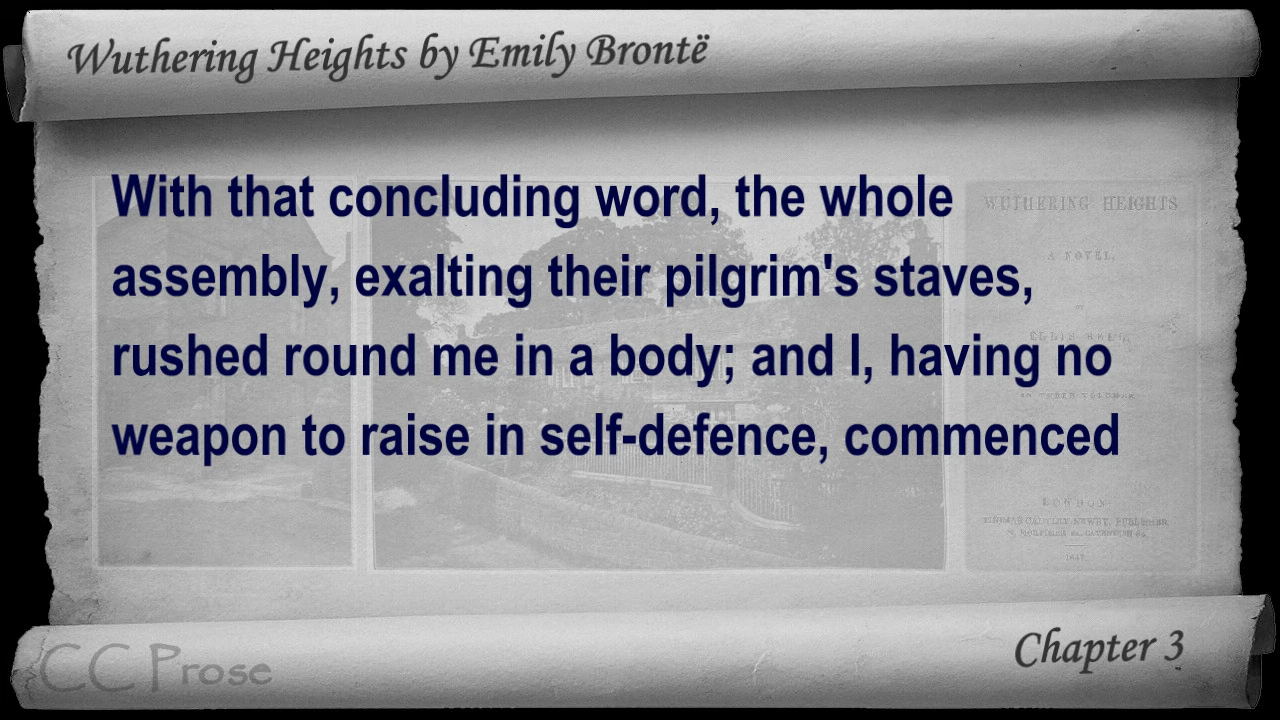 Wuthering Heights by Emily Brontë
With that concluding word, the whole
assembly, exalting their pilgrim's staves,
rushed round me in a body; and I, having no
weapon to raise in self-defence, commenced
WUTHERING HEIGHTS
A NOVEL,
LONDON:
1847.
Chapter 3
CC Prose